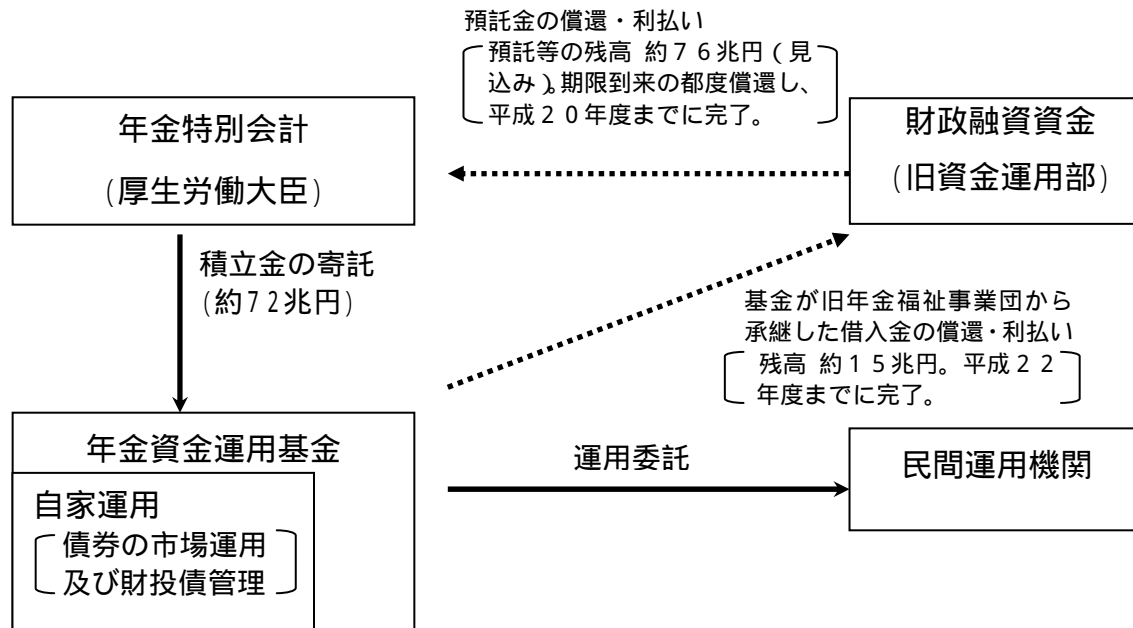 預託金の償還・利払い
預託等の残高 約76兆円(見
込み)。期限到来の都度償還し、
平成20年度までに完了。
年金特別会計
(厚生労働大臣)
財政融資資金
(旧資金運用部)
積立金の寄託
(約72兆円)
基金が旧年金福祉事業団から
承継した借入金の償還・利払い
残高 約15兆円。平成22
年度までに完了。
年金資金運用基金
自家運用
債券の市場運用
及び財投債管理
運用委託
民間運用機関